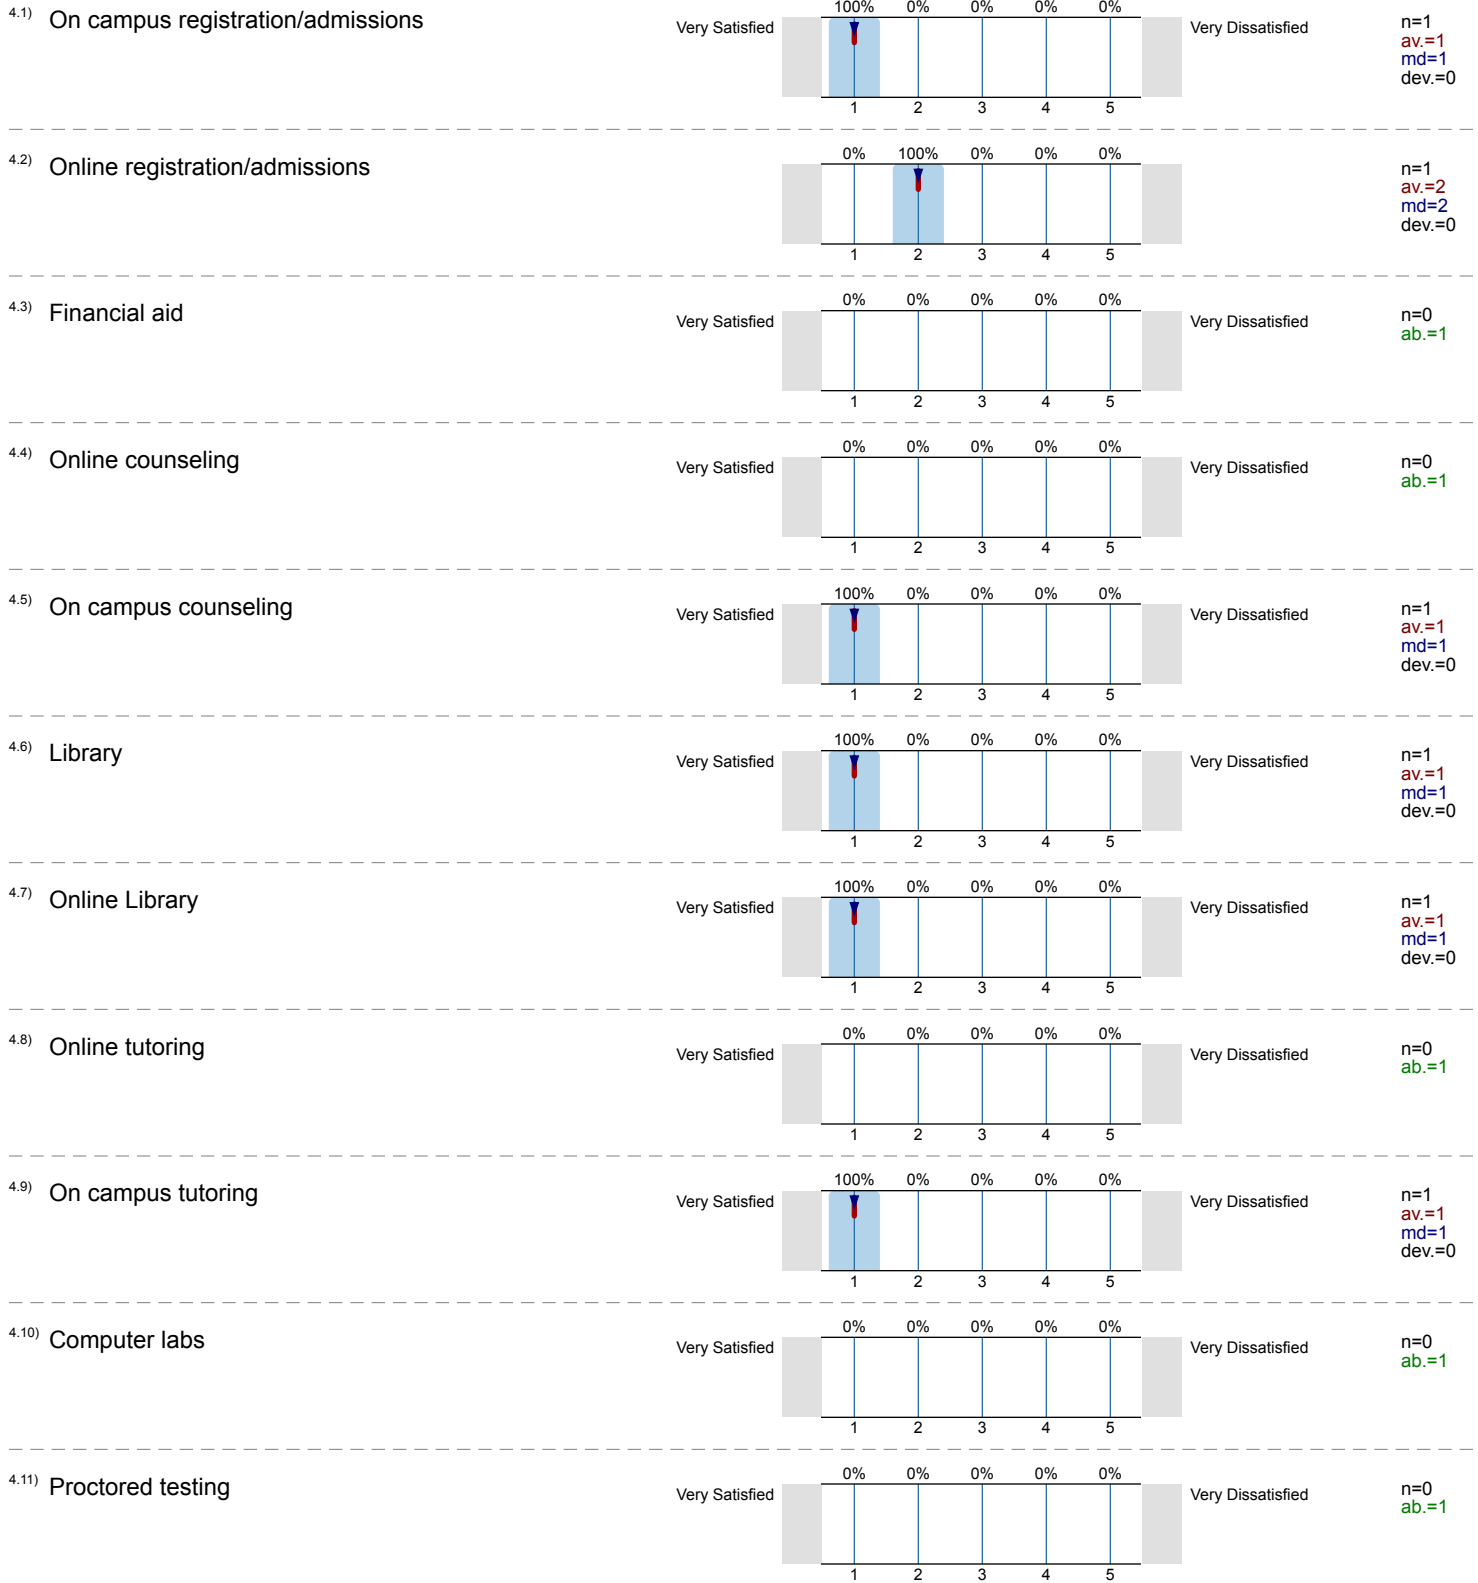 4.1) On campus registration/admissions
100% 0% 0% 0% 0%
Very Satisfied Very Dissatisfied
n=1
av.=1
md=1
dev.=0
1 2 3 4 5
4.2) Online registration/admissions
0% 100% 0% 0% 0%
n=1
av.=2
md=2
dev.=0
1 2 3 4 5
4.3) Financial aid
0% 0% 0% 0% 0%
Very Satisfied Very Dissatisfied
n=0
ab.=1
1 2 3 4 5
4.4) Online counseling
0% 0% 0% 0% 0%
Very Satisfied Very Dissatisfied
n=0
ab.=1
1 2 3 4 5
4.5) On campus counseling
100% 0% 0% 0% 0%
Very Satisfied Very Dissatisfied
n=1
av.=1
md=1
dev.=0
1 2 3 4 5
4.6) Library
100% 0% 0% 0% 0%
Very Satisfied Very Dissatisfied
n=1
av.=1
md=1
dev.=0
1 2 3 4 5
4.7) Online Library
100% 0% 0% 0% 0%
Very Satisfied Very Dissatisfied
n=1
av.=1
md=1
dev.=0
1 2 3 4 5
4.8) Online tutoring
0% 0% 0% 0% 0%
Very Satisfied Very Dissatisfied
n=0
ab.=1
1 2 3 4 5
4.9) On campus tutoring
100% 0% 0% 0% 0%
Very Satisfied Very Dissatisfied
n=1
av.=1
md=1
dev.=0
1 2 3 4 5
4.10) Computer labs
0% 0% 0% 0% 0%
Very Satisfied Very Dissatisfied
n=0
ab.=1
1 2 3 4 5
4.11) Proctored testing
0% 0% 0% 0% 0%
Very Satisfied Very Dissatisfied
n=0
ab.=1
1 2 3 4 5